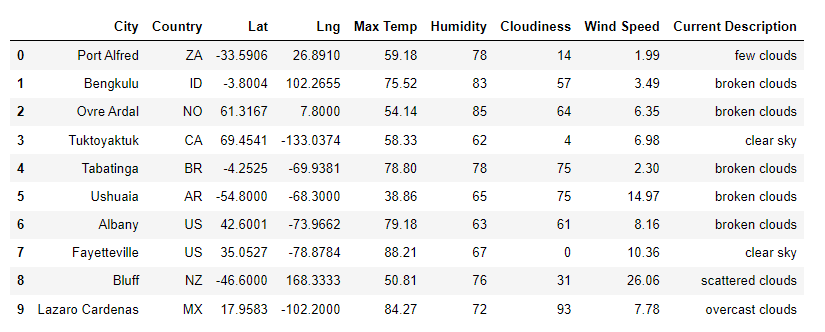 City Country Lat Lng Max Temp Humidity Cloudiness Wind Speed Current Description
0 Port Alfred ZA -33.5906 26.8910 59.18 78 14 1.99 few clouds
1 Bengkulu ID -3.8004 102.2655 75.52 83 57 3.49 broken clouds
2 Ovre Ardal NO 61.3167 7.8000 54.14 85 64 6.35 broken clouds
3 Tuktoyaktuk CA 69.4541 -133.0374 58.33 62 4 6.98 clear sky
4 Tabatinga BR -4.2525 -69.9381 78.80 78 75 2.30 broken clouds
5 Ushuaia AR -54.8000 -68.3000 38.86 65 75 14.97 broken clouds
6 Albany US 42.6001 -73.9662 79.18 63 61 8.16 broken clouds
7 Fayetteville US 35.0527 -78.8784 88.21 67 0 10.36 clear sky
8 Bluff NZ -46.6000 168.3333 50.81 76 31 26.06 scattered clouds
9 Lazaro Cardenas MX 17.9583 -102.2000 84.27 72 93 7.78 overcast clouds